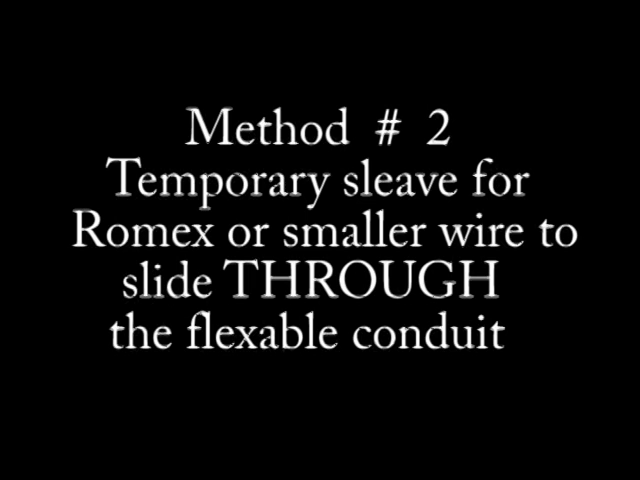 Method # 2
Temporary sleave for
Romex or smaller wire to
slide THROUGH
the flexable conduit